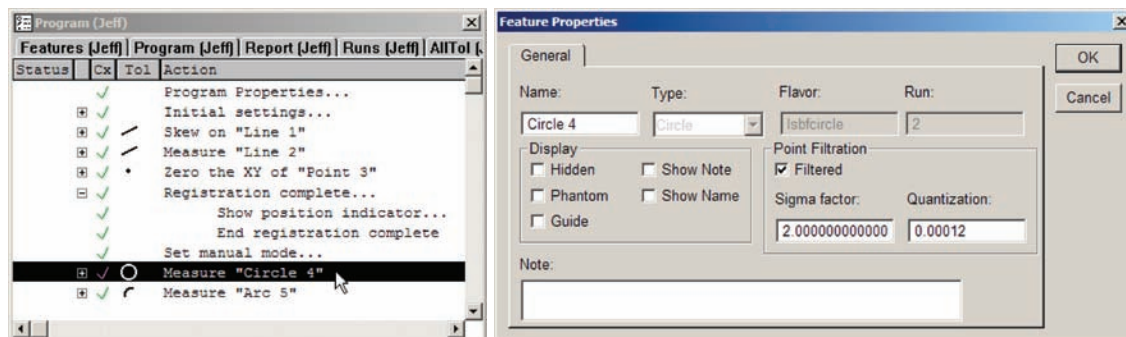 Program (Jeff)
Features (Jeff) Program (Jeff) Report (Jeff) Runs (Jeff) AllTol (
Status Cx Tol Action
Program Properties...
Initial settings...
Skew on "Line 1"
Measure "Line 2"
Zero the XY of "Point 3"
Registration complete...
Show position indicator...
End registration complete
Set manual mode...
Measure "Circle 4"
Measure "Arc 5"
Feature Properties
General
OK
Cancel
Name: Type: Flavor: Run:
Circle 4 Circle lsbfcircle 2
Display
Hidden Show Note
Phantom Show Name
Guide
Point Filtration
Filtered
Sigma factor: Quantization:
2.000000000000 0.00012
Note: